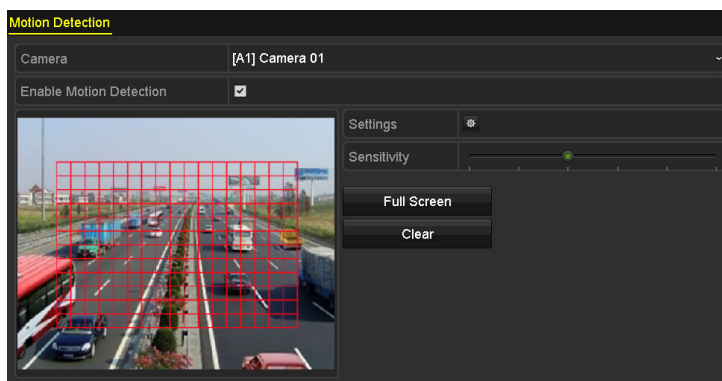 Motion Detection
Camera [A1] Camera 01
Enable Motion Detection
Settings
Sensitivity
Full Screen
Clear